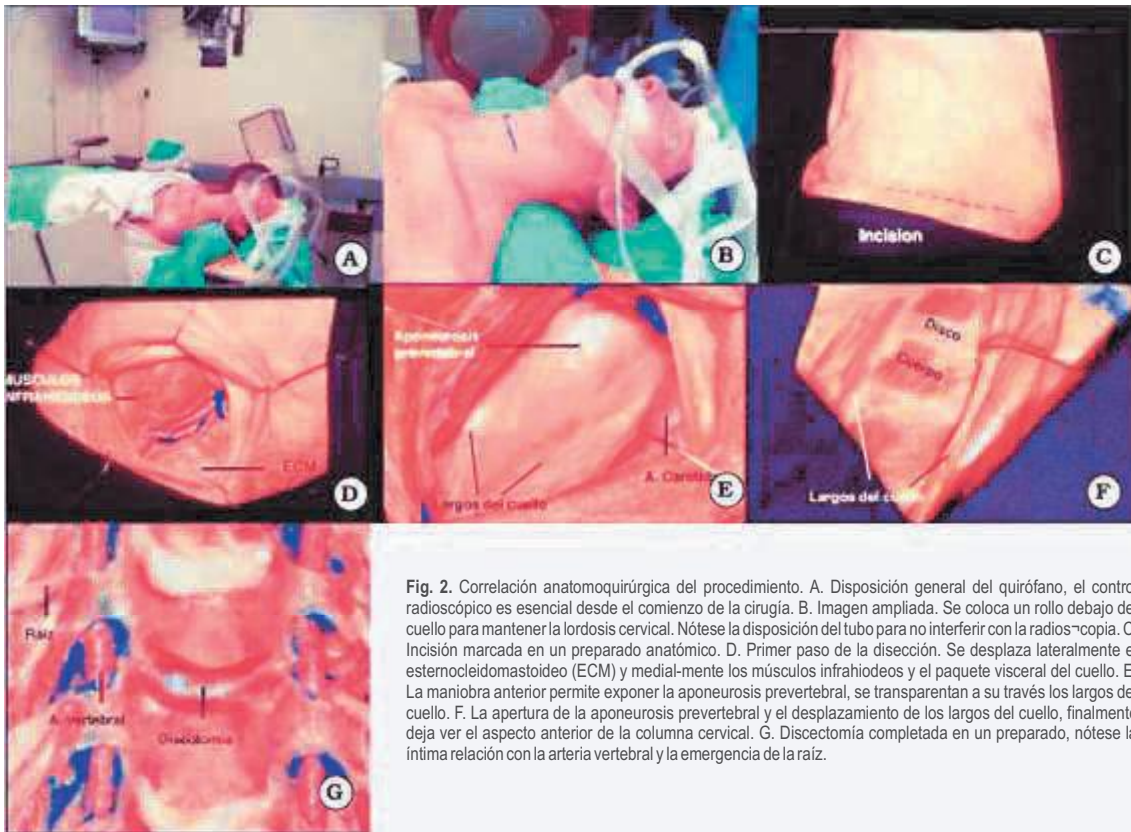 A
B
Incision
C
MUSCULOS
INFRAHIOIDEOS
ECM
D
Aponeurosis
prevertebral
Largos del cuello
A. Carótida
E
Disco
Cuerpo
Largos del cuello
F
Raíz
A. vertebral
Discectomía
G
Fig. 2. Correlación anatomoquirúrgica del procedimiento. A. Disposición general del quirófano, el contro
radioscópico es esencial desde el comienzo de la cirugía. B. Imagen ampliada. Se coloca un rollo debajo de
cuello para mantener la lordosis cervical. Nótese la disposición del tubo para no interferir con la radios¬copia. C
Incisión marcada en un preparado anatómico. D. Primer paso de la disección. Se desplaza lateralmente e
esternocleidomastoideo (ECM) y medial-mente los músculos infrahiodeos y el paquete visceral del cuello. E
La maniobra anterior permite exponer la aponeurosis prevertebral, se transparentan a su través los largos de
cuello. F. La apertura de la aponeurosis prevertebral y el desplazamiento de los largos del cuello, finalmente
deja ver el aspecto anterior de la columna cervical. G. Discectomía completada en un preparado, nótese la
íntima relación con la arteria vertebral y la emergencia de la raíz.